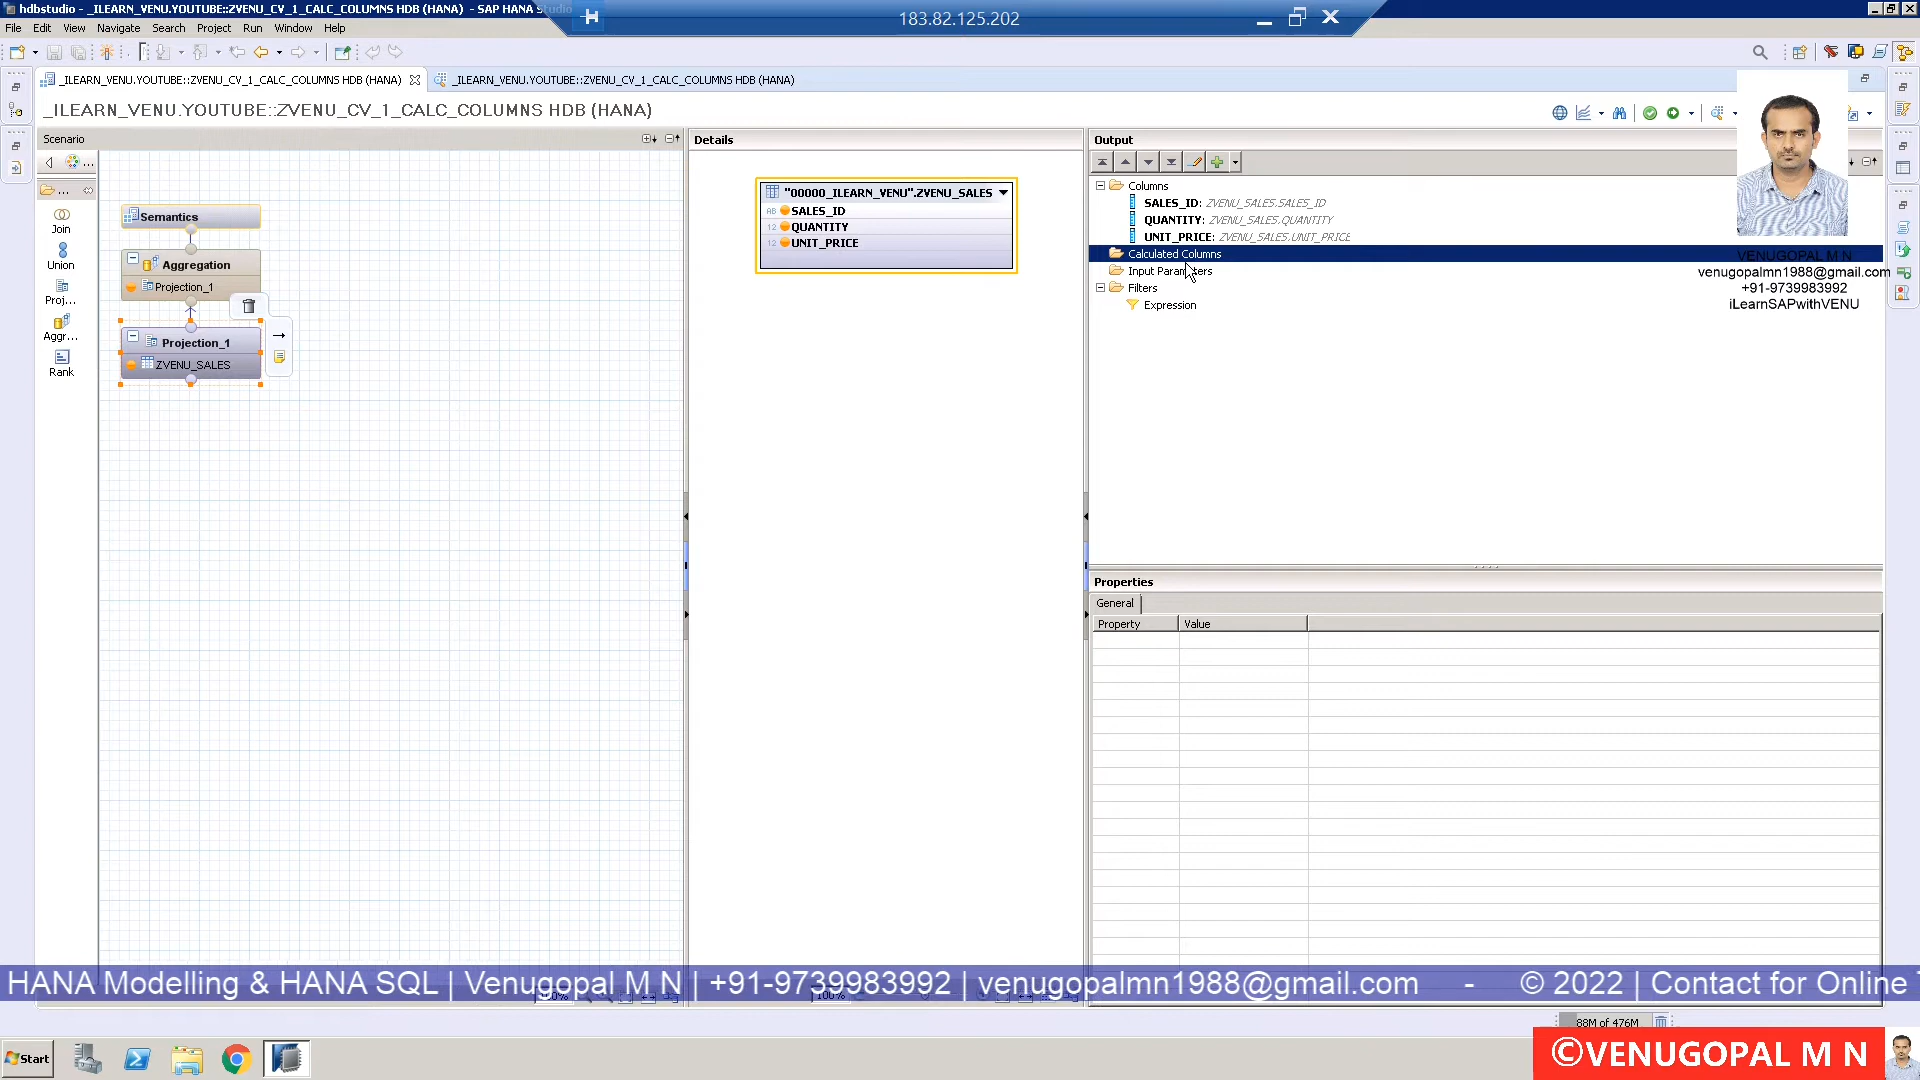 hdbstudio - _ILEARN_VENU.YOUTUBE::ZVENU_CV_1_CALC_COLUMNS HDB (HANA) - SAP HANA
183.82.125.202
File Edit View Navigate Search Project Run Window Help
_ILEARN_VENU.YOUTUBE::ZVENU_CV_1_CALC_COLUMNS HDB (HANA)
_ILEARN_VENU.YOUTUBE::ZVENU_CV_1_CALC_COLUMNS HDB (HANA)
_ILEARN_VENU.YOUTUBE::ZVENU_CV_1_CALC_COLUMNS HDB (HANA)
Scenario
Details
Output
...
...
Join
Union
Proj...
Aggr...
Rank
Semantics
Aggregation
Projection_1
Projection_1
ZVENU_SALES
"00000_ILEARN_VENU".ZVENU_SALES
AB SALES_ID
12 QUANTITY
12 UNIT_PRICE
Columns
SALES_ID: ZVENU_SALES.SALES_ID
QUANTITY: ZVENU_SALES.QUANTITY
UNIT_PRICE: ZVENU_SALES.UNIT_PRICE
Calculated Columns
Input Parameters
Filters
Expression
VENUGOPAL M N
venugopalmn1988@gmail.com
+91-9739983992
iLearnSAPwithVENU
Properties
General
Property Value
HANA Modelling & HANA SQL | Venugopal M N | +91-9739983992 | venugopalmn1988@gmail.com - © 2022 | Contact for Online
100%
88M of 476M
Start
©VENUGOPAL M N